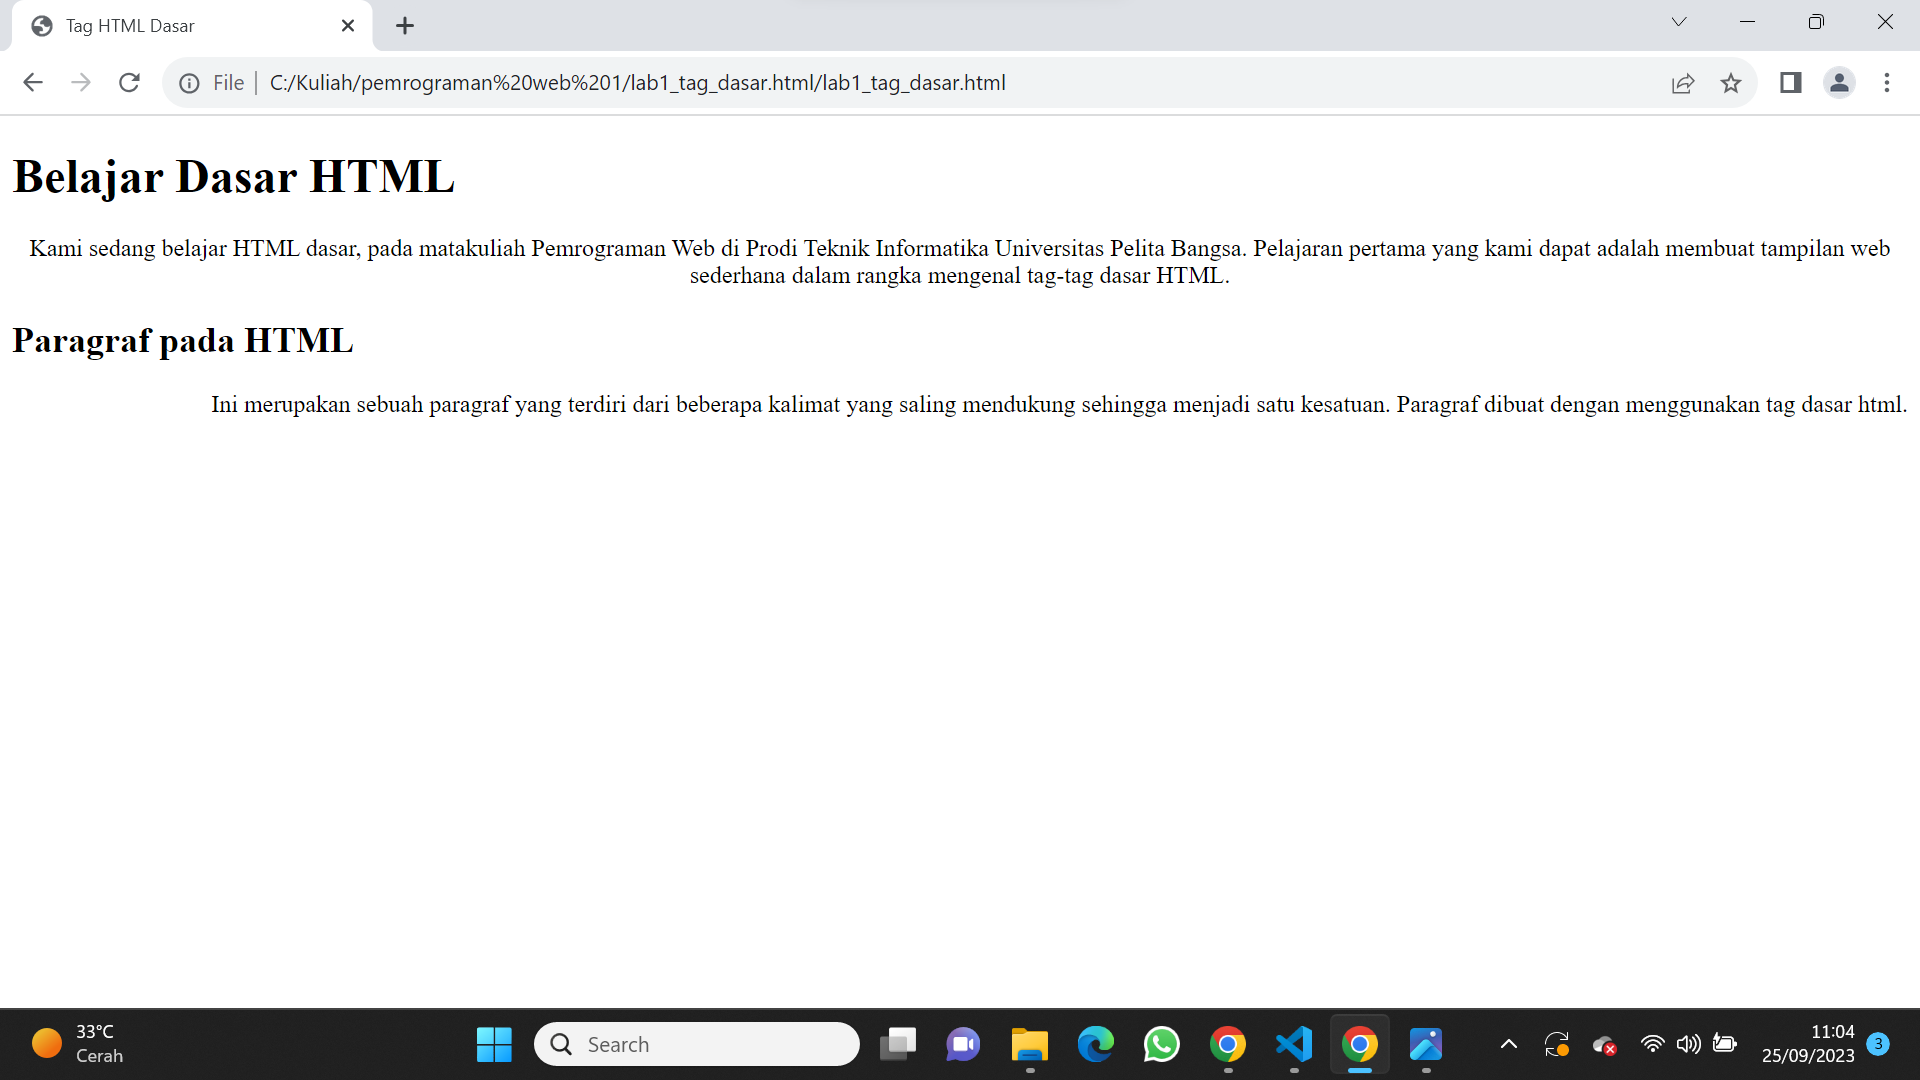 Tag HTML Dasar
File
C:/Kuliah/pemrograman%20web%201/lab1_tag_dasar.html/lab1_tag_dasar.html
Belajar Dasar HTML
Kami sedang belajar HTML dasar, pada matakuliah Pemrograman Web di Prodi Teknik Informatika Universitas Pelita Bangsa. Pelajaran pertama yang kami dapat adalah membuat tampilan web
sederhana dalam rangka mengenal tag-tag dasar HTML.
Paragraf pada HTML
Ini merupakan sebuah paragraf yang terdiri dari beberapa kalimat yang saling mendukung sehingga menjadi satu kesatuan. Paragraf dibuat dengan menggunakan tag dasar html.
33°C
Cerah
Search
11:04
25/09/2023
3